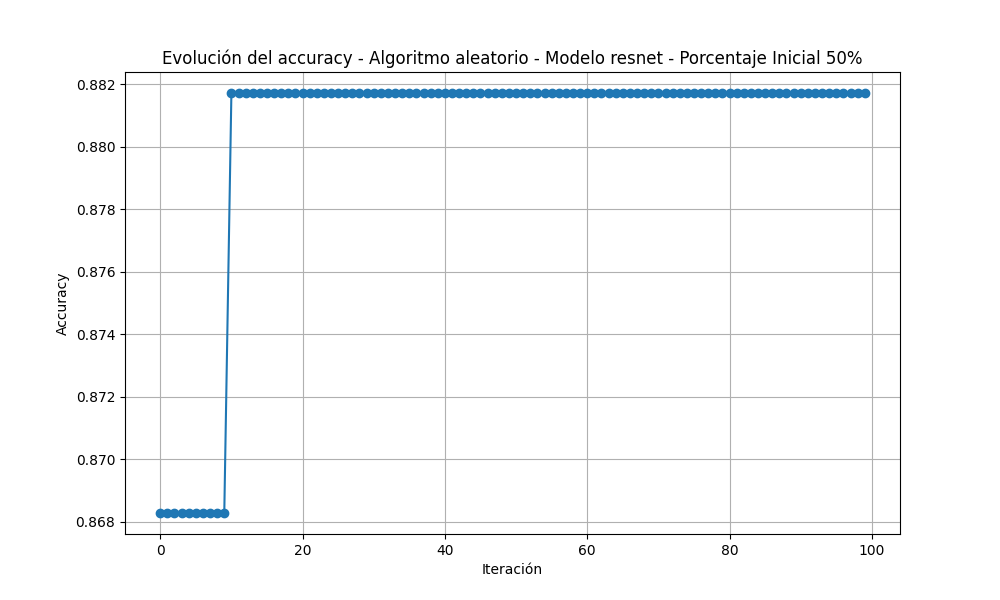 Evolución del accuracy - Algoritmo aleatorio - Modelo resnet - Porcentaje Inicial 50%
0.882
0.880
0.878
0.876
0.874
0.872
0.870
0.868
Accuracy
0 20 40 60 80 100
Iteración